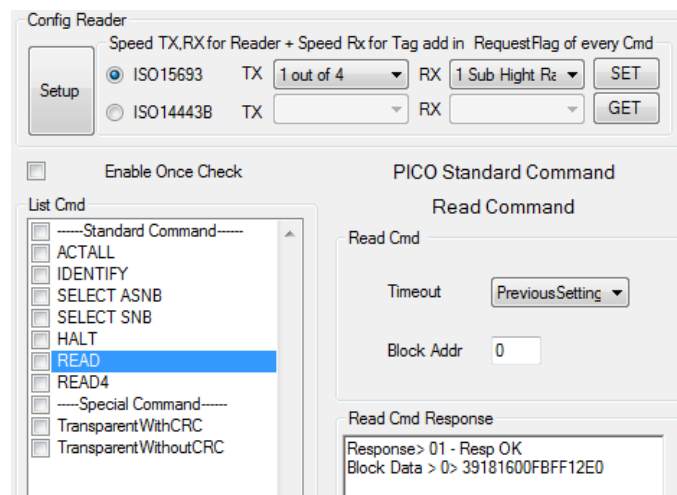 Config Reader
Speed TX,RX for Reader + Speed Rx for Tag add in RequestFlag of every Cmd
Setup
ISO15693 TX 1 out of 4 RX 1 Sub Hight Ra SET
ISO14443B TX RX GET
Enable Once Check
PICO Standard Command
List Cmd
Read Command
------Standard Command------
ACTALL
IDENTIFY
SELECT ASNB
SELECT SNB
HALT
READ
READ4
-----Special Command------
TransparentWithCRC
TransparentWithoutCRC
Read Cmd
Timeout PreviousSetting
Block Addr 0
Read Cmd Response
Response> 01 - Resp OK
Block Data > 0> 39181600FBFF12E0